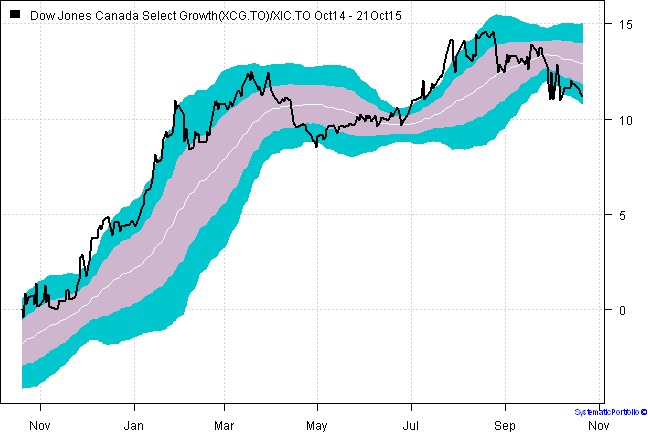 Dow Jones Canada Select Growth(XCG.TO)/XIC.TO Oct14 - 21Oct15
15
10
5
0
Nov Jan Mar May Jul Sep Nov
SystematicPortfolio ©